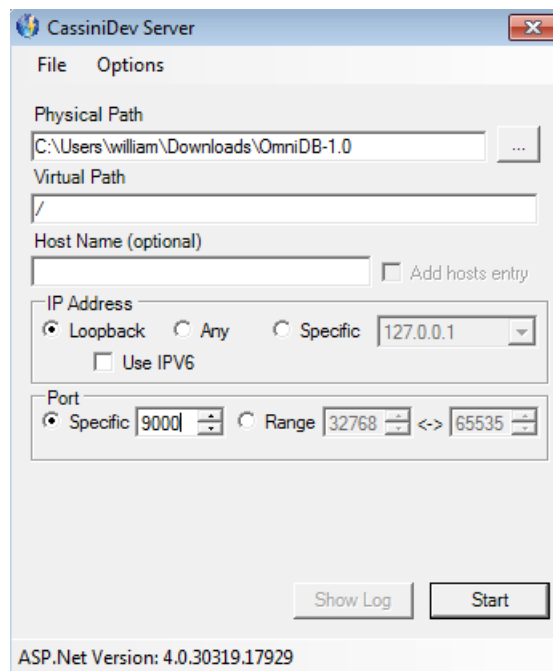 CassiniDev Server
File Options
Physical Path
C:\Users\william\Downloads\OmniDB-1.0 ...
Virtual Path
/
Host Name (optional)
Add hosts entry
IP Address
Loopback Any Specific 127.0.0.1
Use IPV6
Port
Specific 9000 Range 32768 <-> 65535
Show Log Start
ASP.Net Version: 4.0.30319.17929